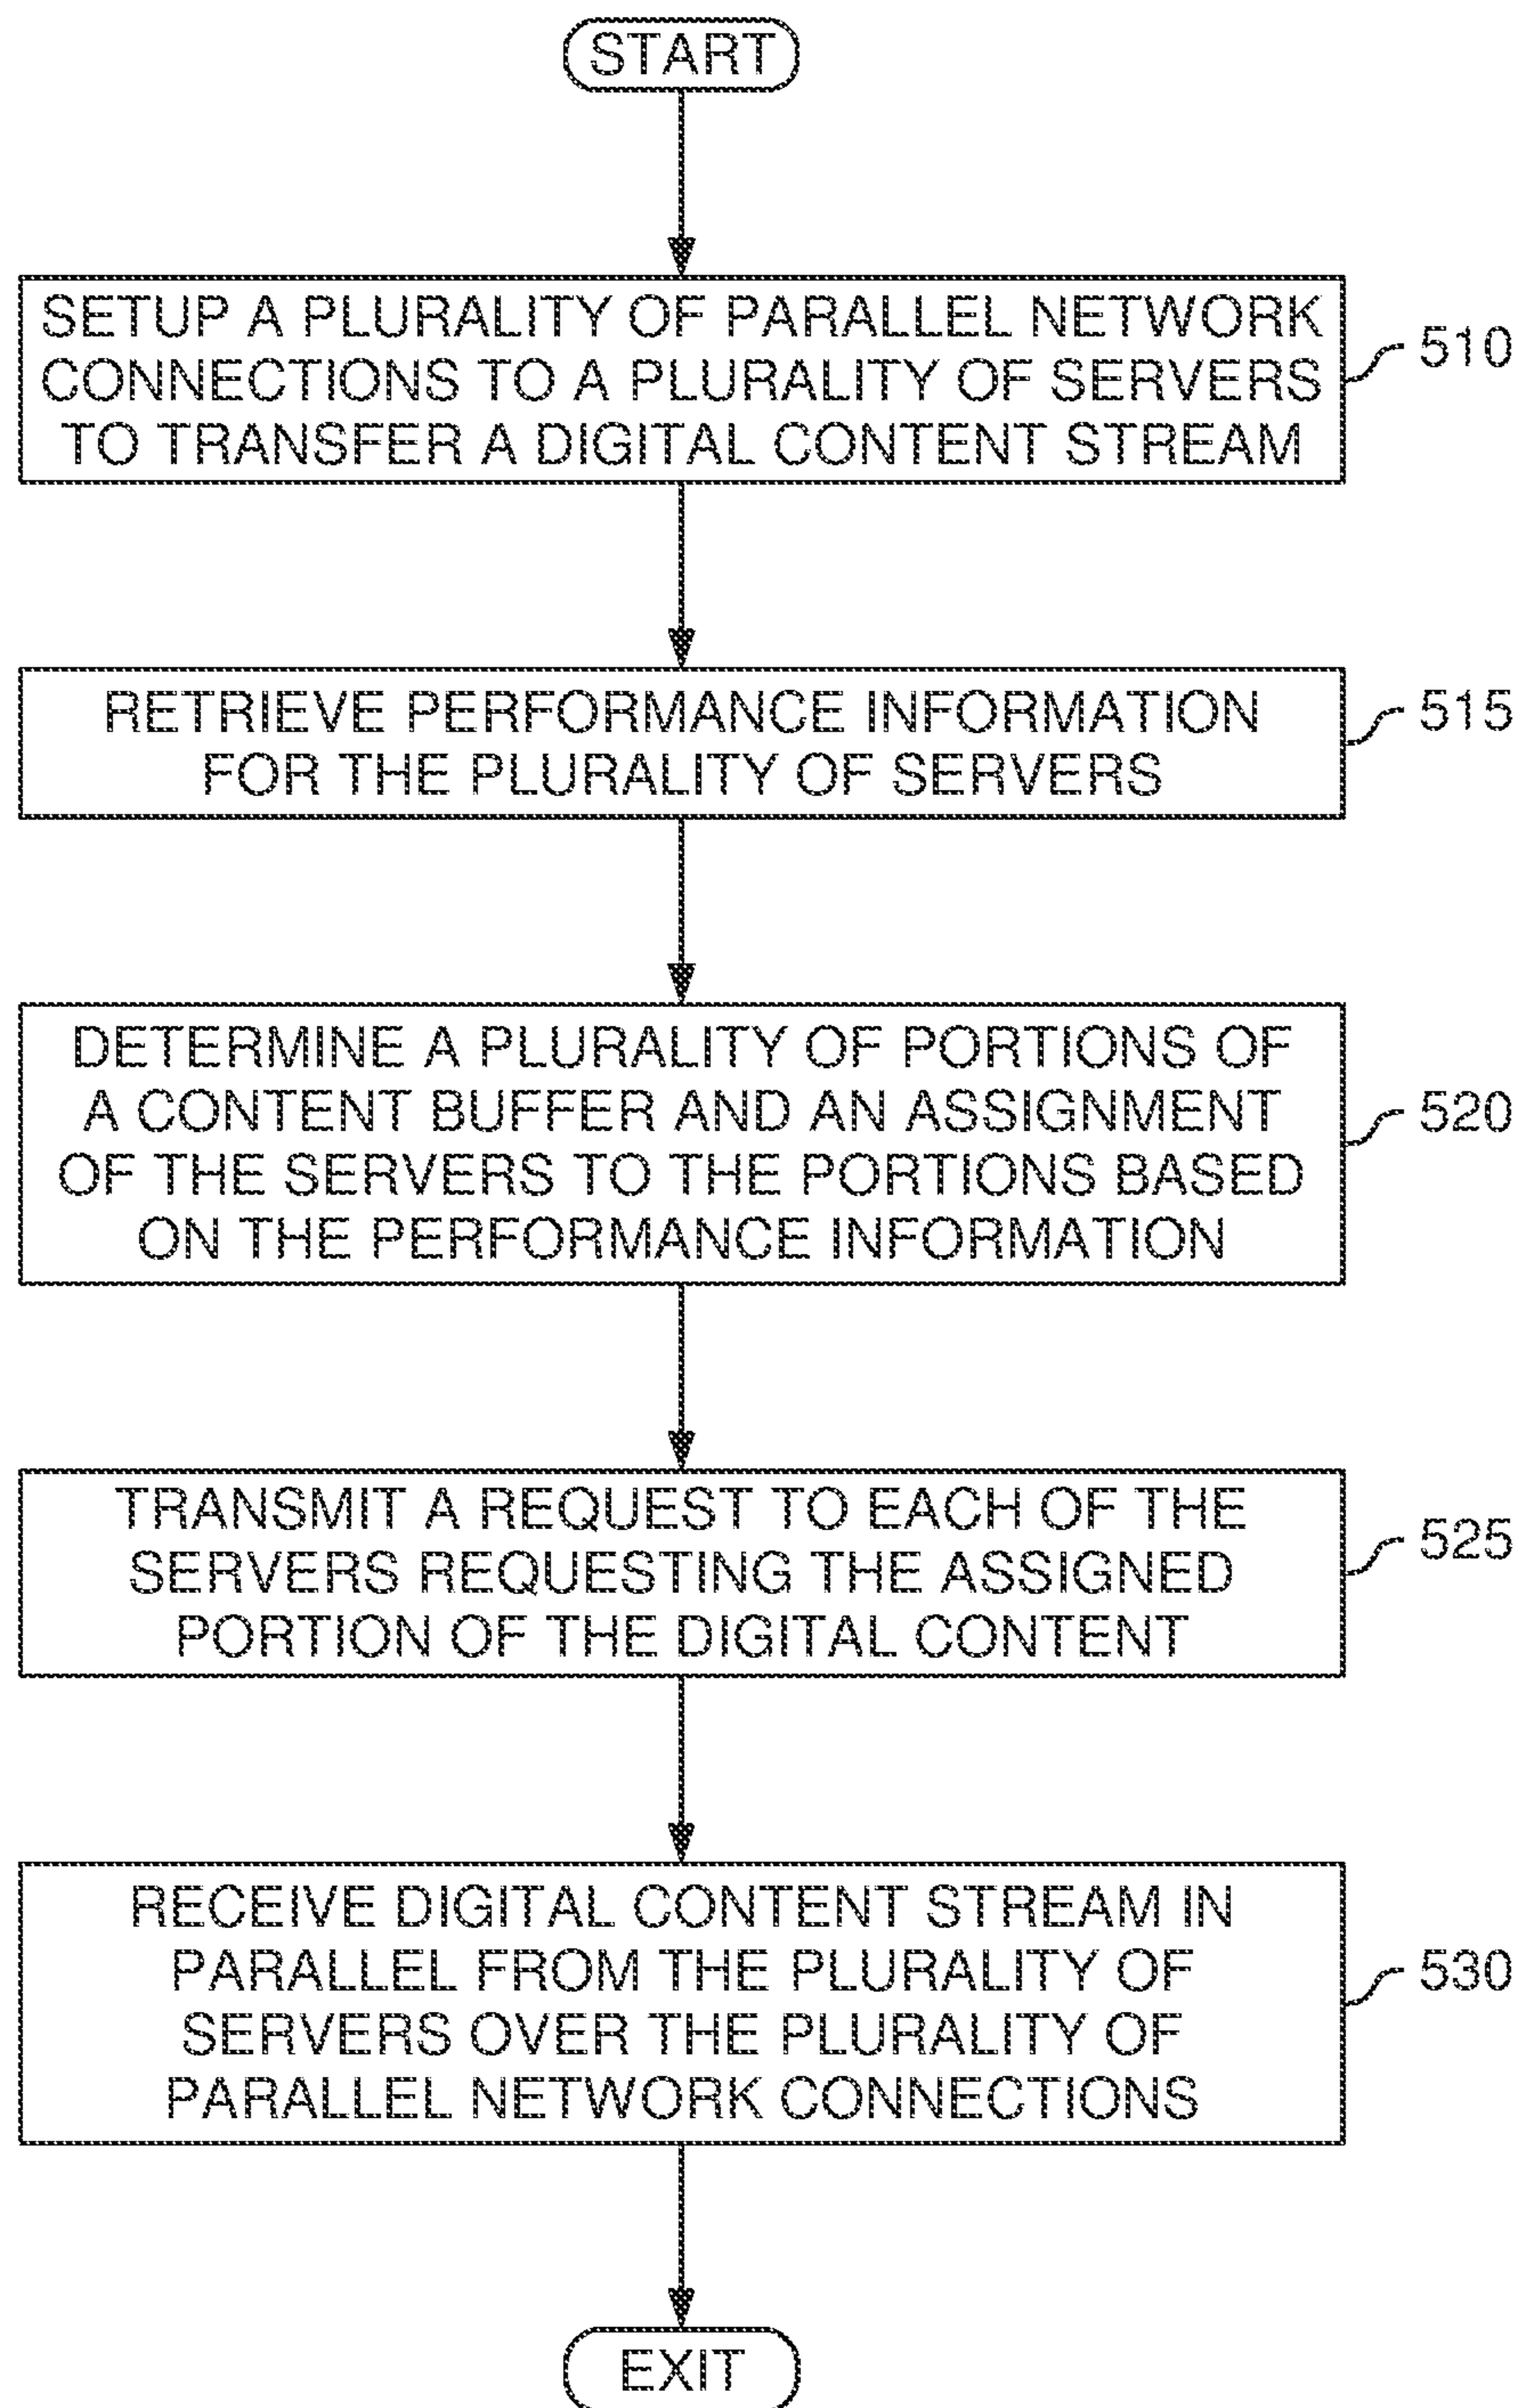 START
SETUP A PLURALITY OF PARALLEL NETWORK
CONNECTIONS TO A PLURALITY OF SERVERS
TO TRANSFER A DIGITAL CONTENT STREAM
510
RETRIEVE PERFORMANCE INFORMATION
FOR THE PLURALITY OF SERVERS
515
DETERMINE A PLURALITY OF PORTIONS OF
A CONTENT BUFFER AND AN ASSIGNMENT
OF THE SERVERS TO THE PORTIONS BASED
ON THE PERFORMANCE INFORMATION
520
TRANSMIT A REQUEST TO EACH OF THE
SERVERS REQUESTING THE ASSIGNED
PORTION OF THE DIGITAL CONTENT
525
RECEIVE DIGITAL CONTENT STREAM IN
PARALLEL FROM THE PLURALITY OF
SERVERS OVER THE PLURALITY OF
PARALLEL NETWORK CONNECTIONS
530
EXIT